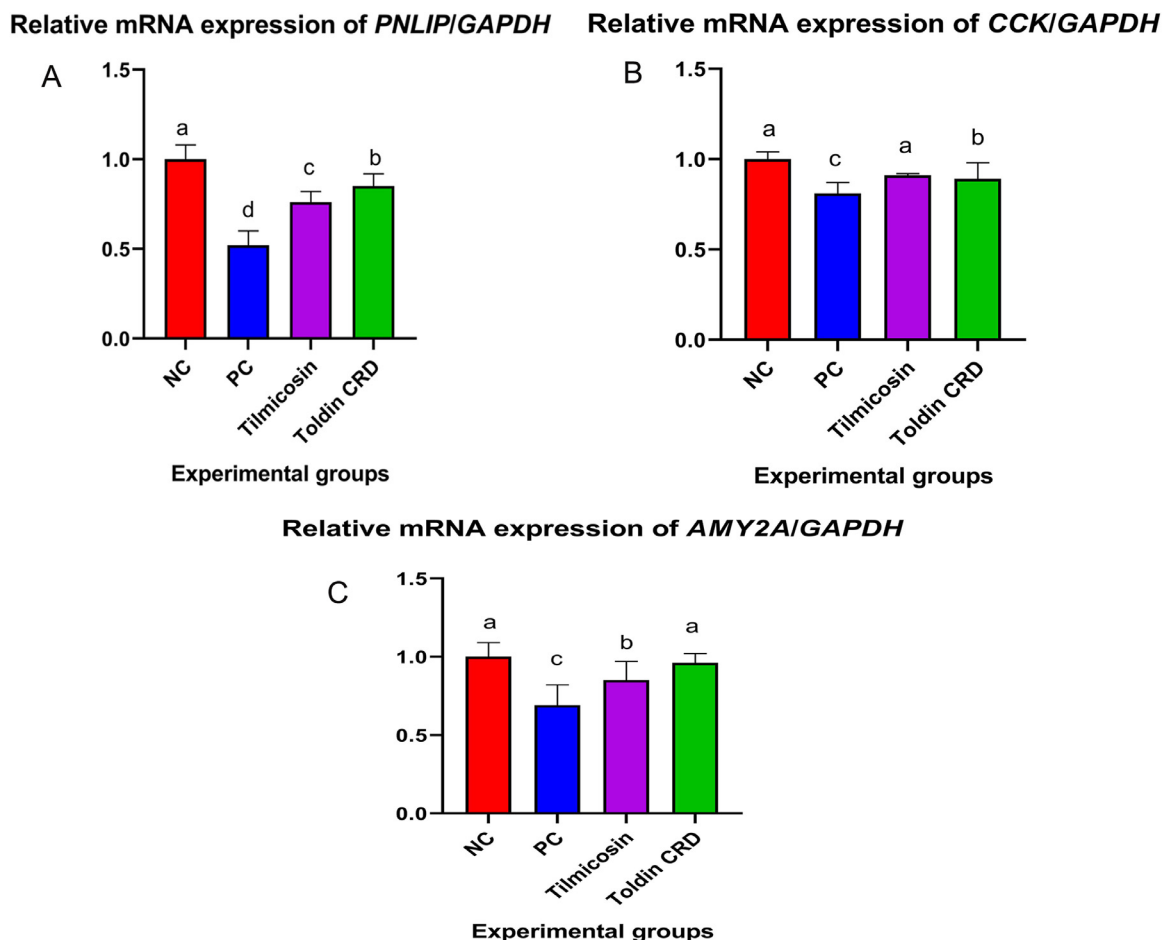 Relative mRNA expression of PNLIP/GAPDH
A
1.5
1.0
0.5
0.0
a
d
c
b
NC
PC
Tilmicosin
Toldin CRD
Experimental groups
Relative mRNA expression of CCK/GAPDH
B
1.5
1.0
0.5
0.0
a
c
a
b
NC
PC
Tilmicosin
Toldin CRD
Experimental groups
Relative mRNA expression of AMY2A/GAPDH
C
1.5
1.0
0.5
0.0
a
c
b
a
NC
PC
Tilmicosin
Toldin CRD
Experimental groups